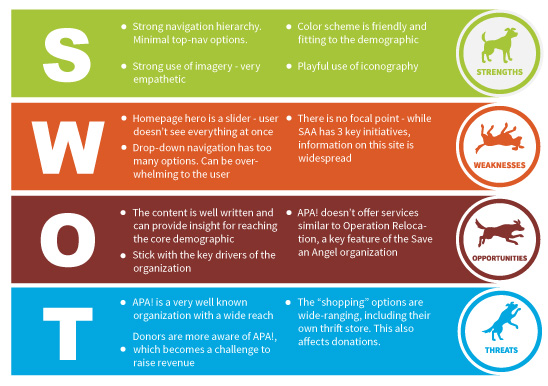 S
Strong navigation hierarchy.
Minimal top-nav options.
Strong use of imagery - very
empathetic
Color scheme is friendly and
fitting to the demographic
Playful use of iconography
STRENGTHS
W
Homepage hero is a slider - user
doesn't see everything at once
Drop-down navigation has too
many options. Can be over-
whelming to the user
There is no focal point - while
SAA has 3 key initiatives,
information on this site is
widespread
WEAKNESSES
O
The content is well written and
can provide insight for reaching
the core demographic
Stick with the key drivers of the
organization
APA! doesn't offer services
similar to Operation Reloca-
tion, a key feature of the Save
an Angel organization
OPPORTUNITIES
T
APA! is a very well known
organization with a wide reach
Donors are more aware of APA!,
which becomes a challenge to
raise revenue
The “shopping” options are
wide-ranging, including their
own thrift store. This also
affects donations.
THREATS